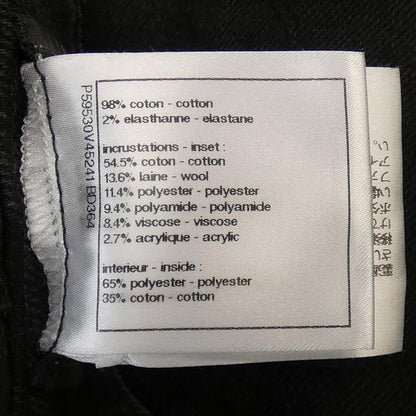 98% coton - cotton
2% elasthanne - elastane
incrustations - inset :
54.5% coton - cotton
13.6% laine - wool
11.4% polyester - polyester
9.4% polyamide - polyamide
8.4% viscose - viscose
2.7% acrylique - acrylic
interieur - inside :
65% polyester - polyester
35% coton - cotton
P59530V45241 BD364